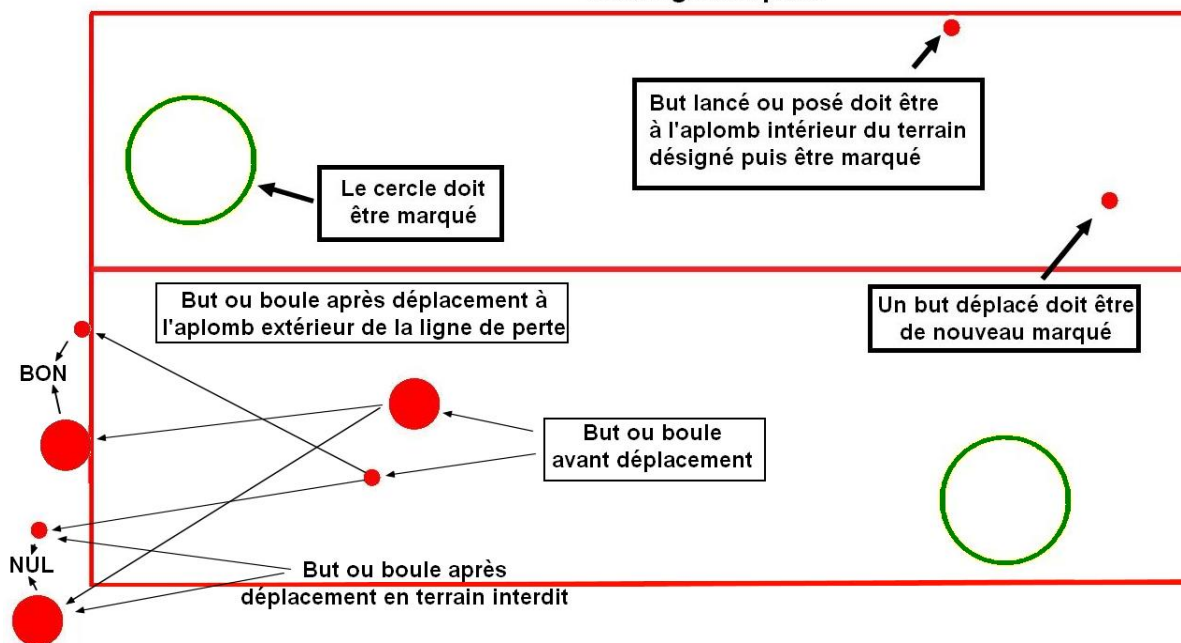 But lancé ou posé doit être
à l'aplomb intérieur du terrain
désigné puis être marqué
Le cercle doit
être marqué
But ou boule après déplacement à
l'aplomb extérieur de la ligne de perte
Un but déplacé doit être
de nouveau marqué
BON
But ou boule
avant déplacement
NUL
But ou boule après
déplacement en terrain interdit